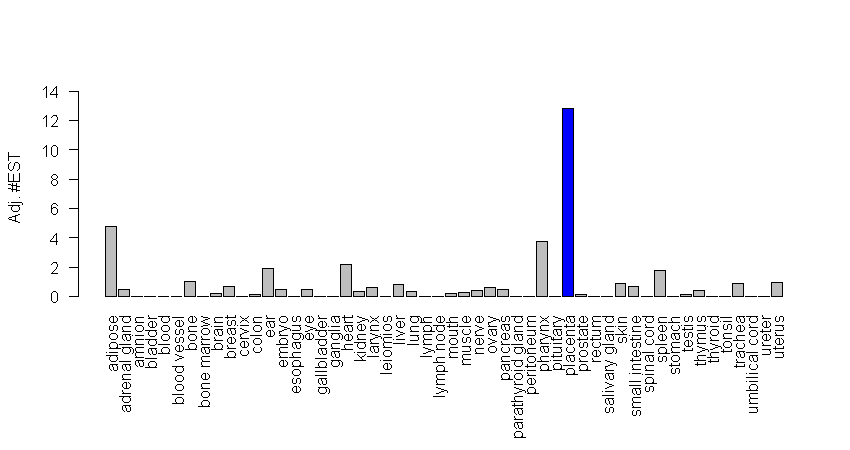 Adj. #EST
14
12
10
8
6
4
2
0
adipose
adrenal gland
amnion
bladder
blood
blood vessel
bone
bone marrow
brain
breast
cervix
colon
ear
embryo
esophagus
eye
gallbladder
ganglia
heart
kidney
larynx
leiomios
liver
lung
lymph
lymph node
mouth
muscle
nerve
ovary
pancreas
parathyroid gland
peritoneum
pharynx
pituitary
placenta
prostate
rectum
salivary gland
skin
small intestine
spinal cord
spleen
stomach
testis
thymus
thyroid
tonsil
trachea
umbilical cord
ureter
uterus